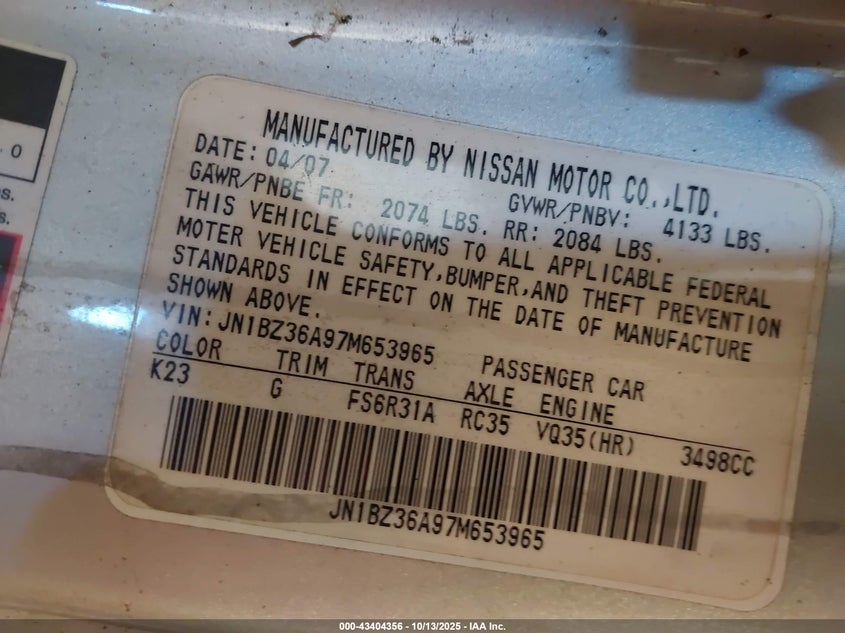 . 0
s.
s.
MANUFACTURED BY NISSAN MOTOR CO.,LTD.
DATE: 04/07 GVWR/PNBV: 4133 LBS.
GAWR/PNBE FR: 2074 LBS. RR: 2084 LBS.
THIS VEHICLE CONFORMS TO ALL APPLICABLE FEDERAL
MOTER VEHICLE SAFETY,BUMPER,AND THEFT PREVENTION
STANDARDS IN EFFECT ON THE DATE OF MANUFACTURE
SHOWN ABOVE.
VIN: JN1BZ36A97M653965 PASSENGER CAR
COLOR TRIM TRANS AXLE ENGINE
K23 G FS6R31A RC35 VQ35(HR) 3498CC
JN1BZ36A97M653965
000-43404356 - 10/13/2025 - IAA Inc.